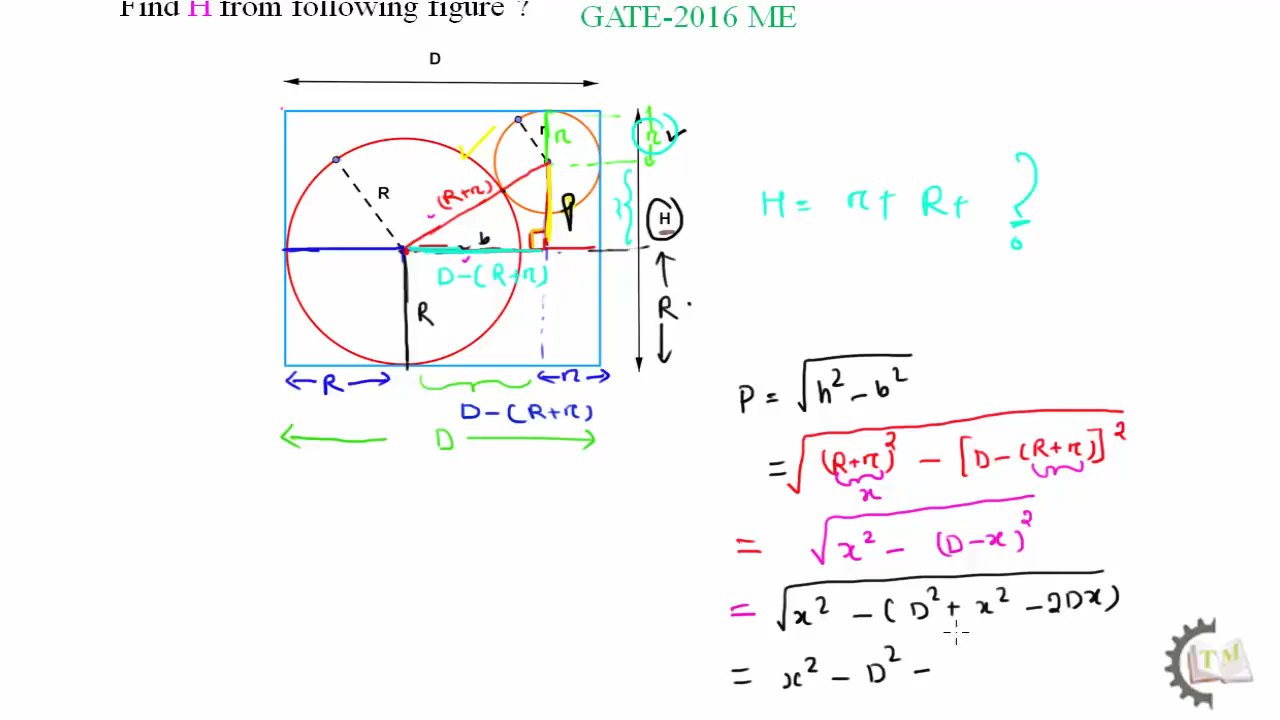 Find H from following figure ?
GATE-2016 ME
D
r
r
r
R
(R+r)
P
H
b
D-(R+r)
R
R
R
r
D-(R+r)
D
H = r + R + ?
P = √h² - b²
= √(R+r)² - [D-(R+r)]²
x
= √x² - (D-x)²
= √x² - (D² + x² - 2Dx)
= x² - D² -
TM